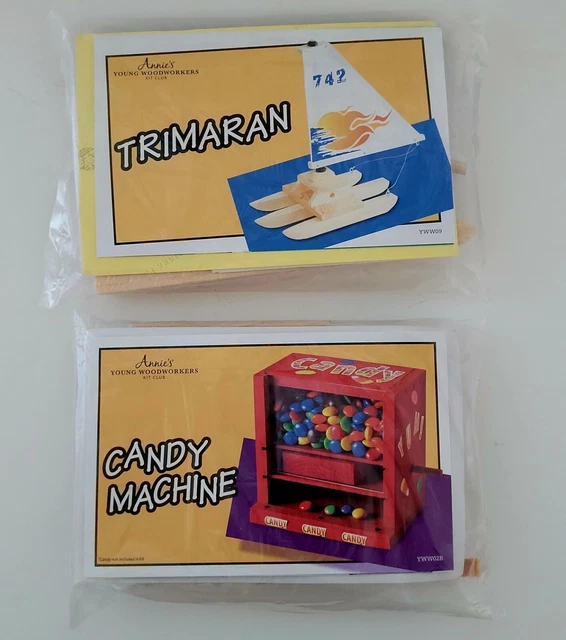 Annie's
YOUNG WOODWORKERS
KIT CLUB
TRIMARAN
742
YWW09
Annie's
YOUNG WOODWORKERS
KIT CLUB
CANDY
MACHINE
Candy
CANDY CANDY CANDY
YWW028